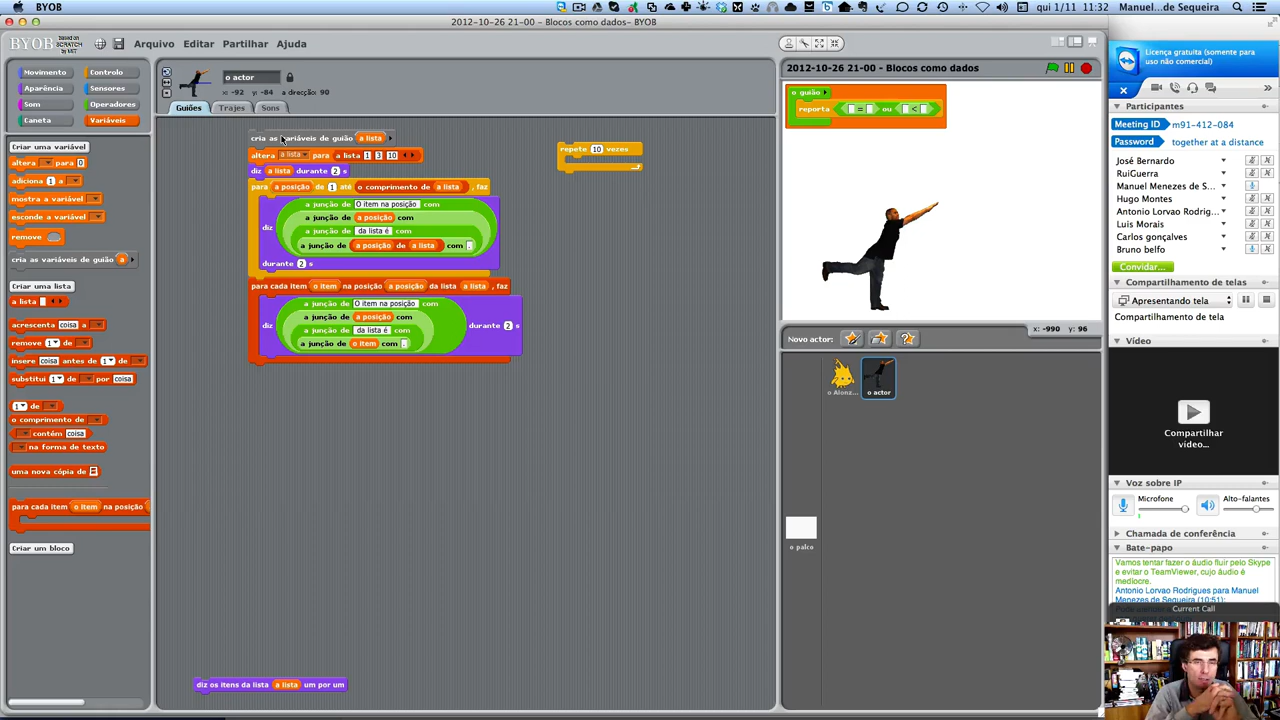 BYOB
qui 1/11 11:32 Manuel...de Sequeira
2012-10-26 21-00 - Blocos como dados- BYOB
BYOB
Arquivo Editar Partilhar Ajuda
Movimento Controlo
Aparência Sensores
Som Operadores
Caneta Variáveis
o actor
x: -92 y: -84 a direcção: 90
Guiões Trajes Sons
Criar uma variável
altera para 0
adiciona 1 a
mostra a variável
esconde a variável
remove
cria as variáveis de guião a
Criar uma lista
a lista
acrescenta coisa a
remove 1 de
insere coisa antes de 1 de
substitui 1 de por coisa
1 de
o comprimento de
contém coisa
na forma de texto
uma nova cópia de
para cada item o item na posição
Criar um bloco
cria as variáveis de guião a lista
altera a lista para a lista 1 3 10
diz a lista durante 2 s
para a posição de 1 até o comprimento de a lista , faz
a junção de O item na posição com
a junção de a posição com
diz a junção de da lista é com
a junção de a posição de a lista com .
durante 2 s
para cada item o item na posição a posição da lista a lista , faz
a junção de O item na posição com
a junção de a posição com
diz a junção de da lista é com durante 2 s
a junção de o item com .
repete 10 vezes
diz os itens da lista a lista um por um
2012-10-26 21-00 - Blocos como dados
o guião
reporta = ou <
x: -990 y: 96
Novo actor:
o Alonz... o actor
o palco
Licença gratuita (somente para
uso não comercial)
Participantes
Meeting ID m91-412-084
Password together at a distance
José Bernardo
RuiGuerra
Manuel Menezes de S...
Hugo Montes
Antonio Lorvao Rodrig...
Luis Morais
Carlos gonçalves
Bruno belfo
Convidar...
Compartilhamento de telas
Apresentando tela
Compartilhamento de tela
Vídeo
Compartilhar
vídeo...
Voz sobre IP
Microfone Alto-falantes
Chamada de conferência
Bate-papo
Vamos tentar fazer o áudio fluir pelo Skype
e evitar o TeamViewer, cujo áudio é
medíocre.
Antonio Lorvao Rodrigues para Manuel
Menezes de Sequeira (10:51):
Current Call